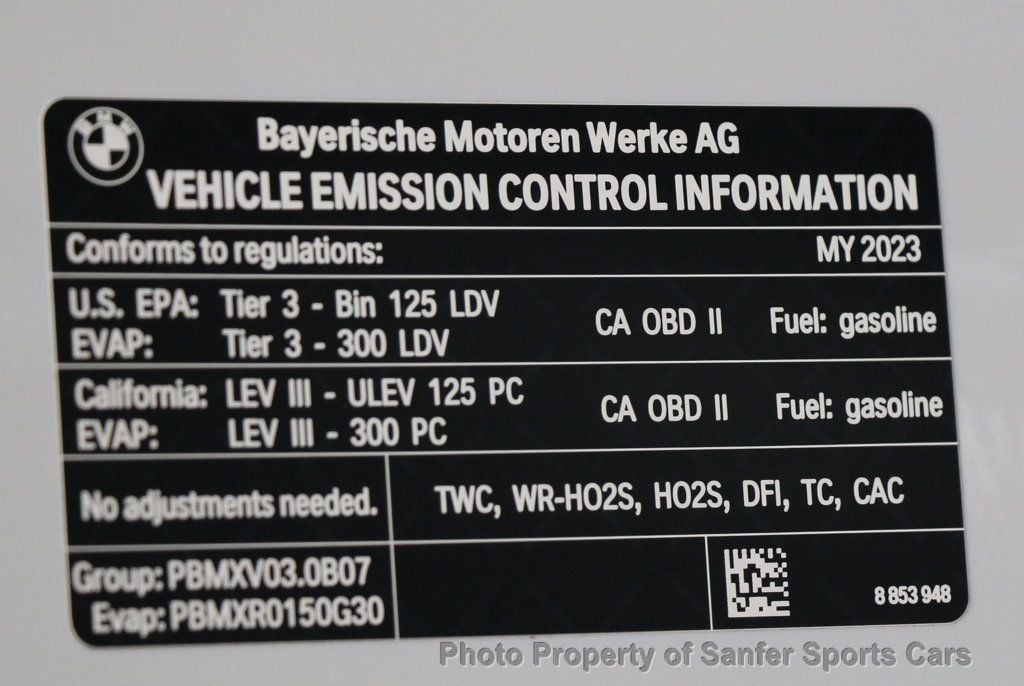 BMW
Bayerische Motoren Werke AG
VEHICLE EMISSION CONTROL INFORMATION
Conforms to regulations: MY 2023
U.S. EPA: Tier 3 - Bin 125 LDV
EVAP: Tier 3 - 300 LDV
CA OBD II Fuel: gasoline
California: LEV III - ULEV 125 PC
EVAP: LEV III - 300 PC
CA OBD II Fuel: gasoline
No adjustments needed.
TWC, WR-HO2S, HO2S, DFI, TC, CAC
Group: PBMXV03.0B07
Evap: PBMXR0150G30
8 853 948
Photo Property of Sanfer Sports Cars